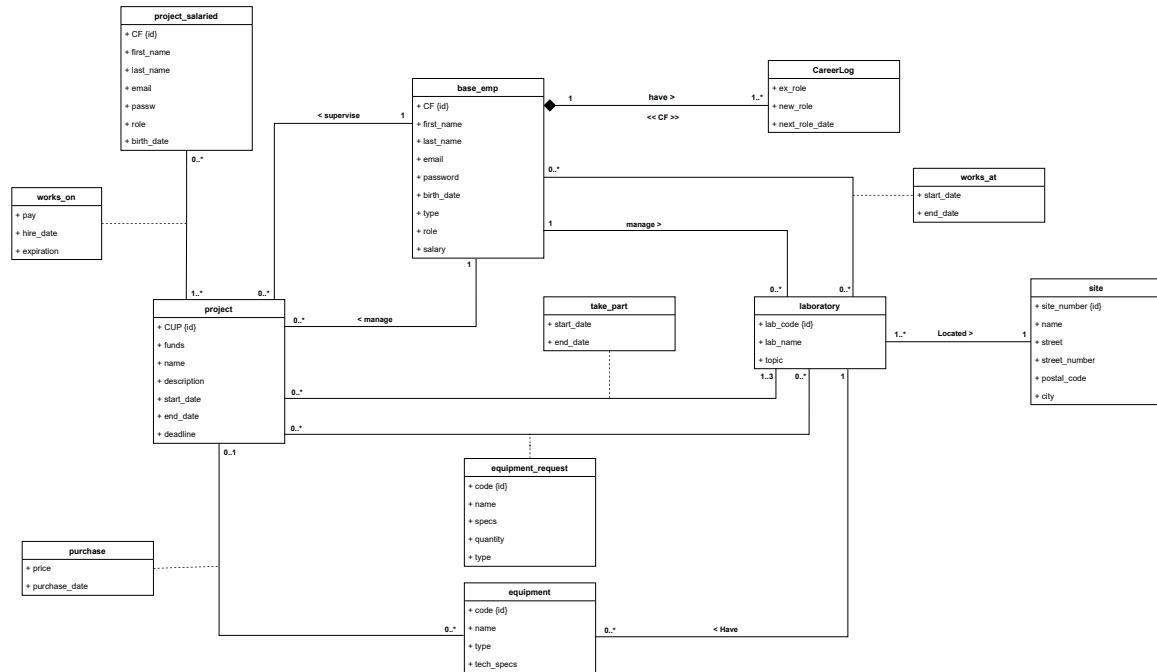 project_salaried
+ CF {id}
+ first_name
+ last_name
+ email
+ passw
+ role
+ birth_date
0..*
works_on
+ pay
+ hire_date
+ expiration
1..*
base_emp
+ CF {id}
+ first_name
+ last_name
+ email
+ password
+ birth_date
+ type
+ role
+ salary
< supervise
1
0..*
1
have >
1..*
<< CF >>
CareerLog
+ ex_role
+ new_role
+ next_role_date
0..*
works_at
+ start_date
+ end_date
1
manage >
0..*
0..*
1
0..*
< manage
project
+ CUP {id}
+ funds
+ name
+ description
+ start_date
+ end_date
+ deadline
take_part
+ start_date
+ end_date
laboratory
+ lab_code {id}
+ lab_name
+ topic
1..*
Located >
1
site
+ site_number {id}
+ name
+ street
+ street_number
+ postal_code
+ city
1..3
0..*
1
0..*
0..*
0..1
equipment_request
+ code {id}
+ name
+ specs
+ quantity
+ type
purchase
+ price
+ purchase_date
equipment
+ code {id}
+ name
+ type
+ tech_specs
0..*
0..*
< Have